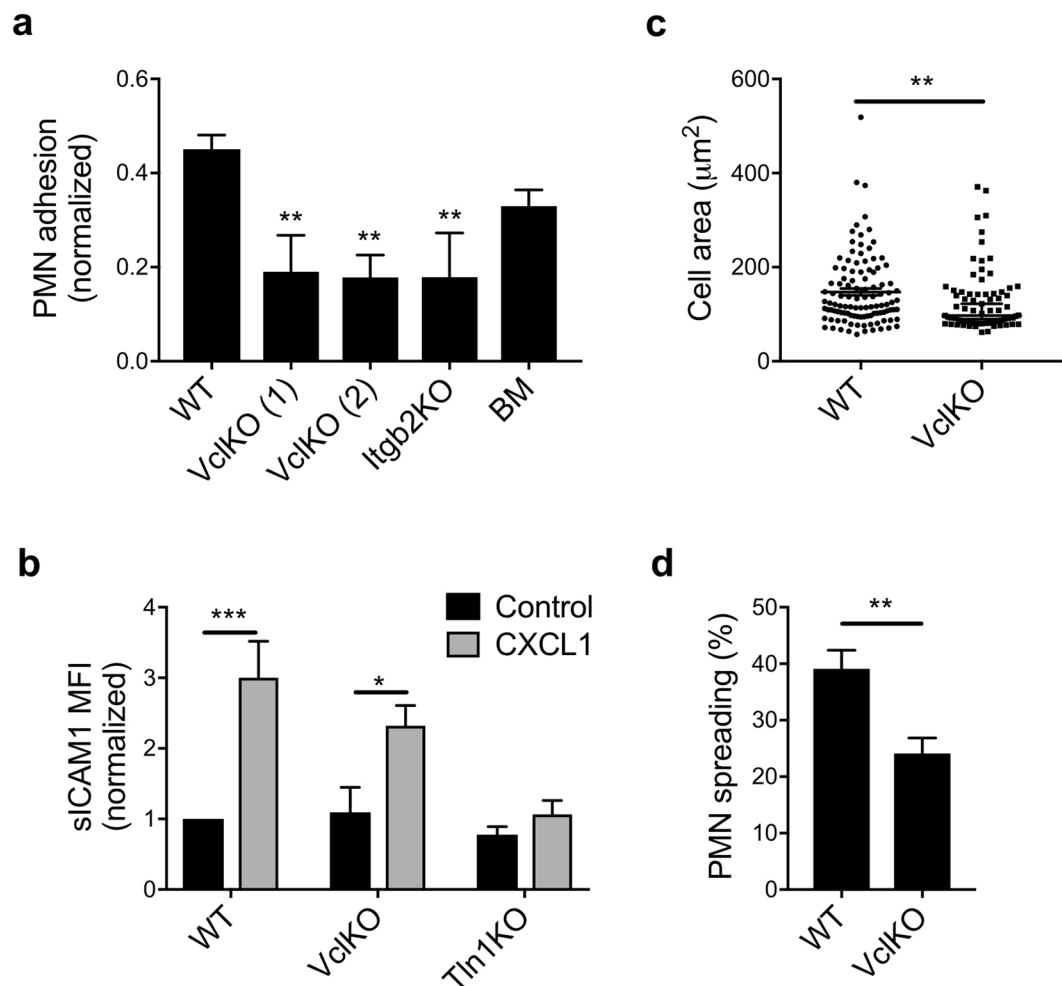 a
PMN adhesion
(normalized)
0.6
0.4
0.2
0.0
**
**
**
WT
VclKO (1)
VclKO (2)
Itgb2KO
BM
c
Cell area (μm²)
600
400
200
0
**
WT
VclKO
b
sICAM1 MFI
(normalized)
4
3
2
1
0
***
*
Control
CXCL1
WT
VclKO
Tln1KO
d
PMN spreading (%)
50
40
30
20
10
0
**
WT
VclKO